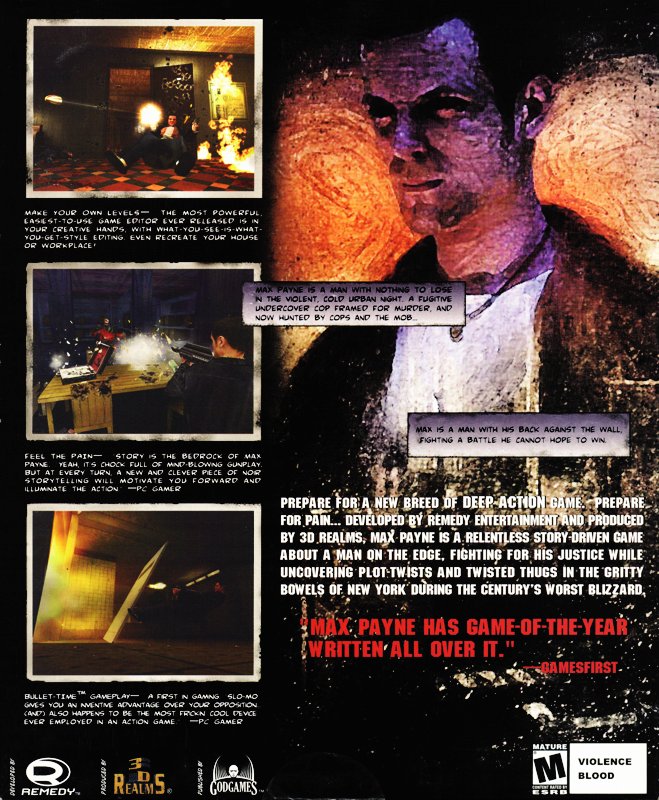 MAKE YOUR OWN LEVELS— THE MOST POWERFUL,
EASIEST-TO-USE GAME EDITOR EVER RELEASED IS IN
YOUR CREATIVE HANDS, WITH WHAT-YOU-SEE-IS-WHAT-
YOU-GET-STYLE EDITING. EVEN RECREATE YOUR HOUSE
OR WORKPLACE!
MAX PAYNE IS A MAN WITH NOTHING TO LOSE
IN THE VIOLENT, COLD URBAN NIGHT. A FUGITIVE
UNDERCOVER COP FRAMED FOR MURDER, AND
NOW HUNTED BY COPS AND THE MOB...
MAX IS A MAN WITH HIS BACK AGAINST THE WALL,
FIGHTING A BATTLE HE CANNOT HOPE TO WIN.
FEEL THE PAIN— STORY IS THE BEDROCK OF MAX
PAYNE. YEAH, IT'S CHOCK FULL OF MIND-BLOWING GUNPLAY,
BUT AT EVERY TURN, A NEW AND CLEVER PIECE OF NOIR
STORYTELLING WILL MOTIVATE YOU FORWARD AND
ILLUMINATE THE ACTION. —PC GAMER
PREPARE FOR A NEW BREED OF DEEP-ACTION GAME. PREPARE
FOR PAIN... DEVELOPED BY REMEDY ENTERTAINMENT AND PRODUCED
BY 3D REALMS, MAX PAYNE IS A RELENTLESS STORY-DRIVEN GAME
ABOUT A MAN ON THE EDGE, FIGHTING FOR HIS JUSTICE WHILE
UNCOVERING PLOT-TWISTS AND TWISTED THUGS IN THE GRITTY
BOWELS OF NEW YORK DURING THE CENTURY'S WORST BLIZZARD.
"MAX PAYNE HAS GAME-OF-THE-YEAR
WRITTEN ALL OVER IT."
—GAMESFIRST
BULLET-TIME™ GAMEPLAY— A FIRST IN GAMING. SLO-MO
GIVES YOU AN INVENTIVE ADVANTAGE OVER YOUR OPPOSITION.
(AND) ALSO HAPPENS TO BE THE MOST FRICKN COOL DEVICE
EVER EMPLOYED IN AN ACTION GAME. —PC GAMER
DEVELOPED BY
REMEDY™
PRODUCED BY
3D
REALMS®
PUBLISHED BY
GODGAMES™
MATURE
M
CONTENT RATED BY
ESRB
VIOLENCE
BLOOD